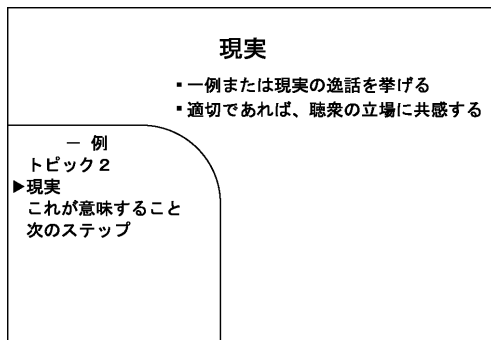 現実
▪一例または現実の逸話を挙げる
▪適切であれば、聴衆の立場に共感する
一 例
トピック２
▶現実
これが意味すること
次のステップ